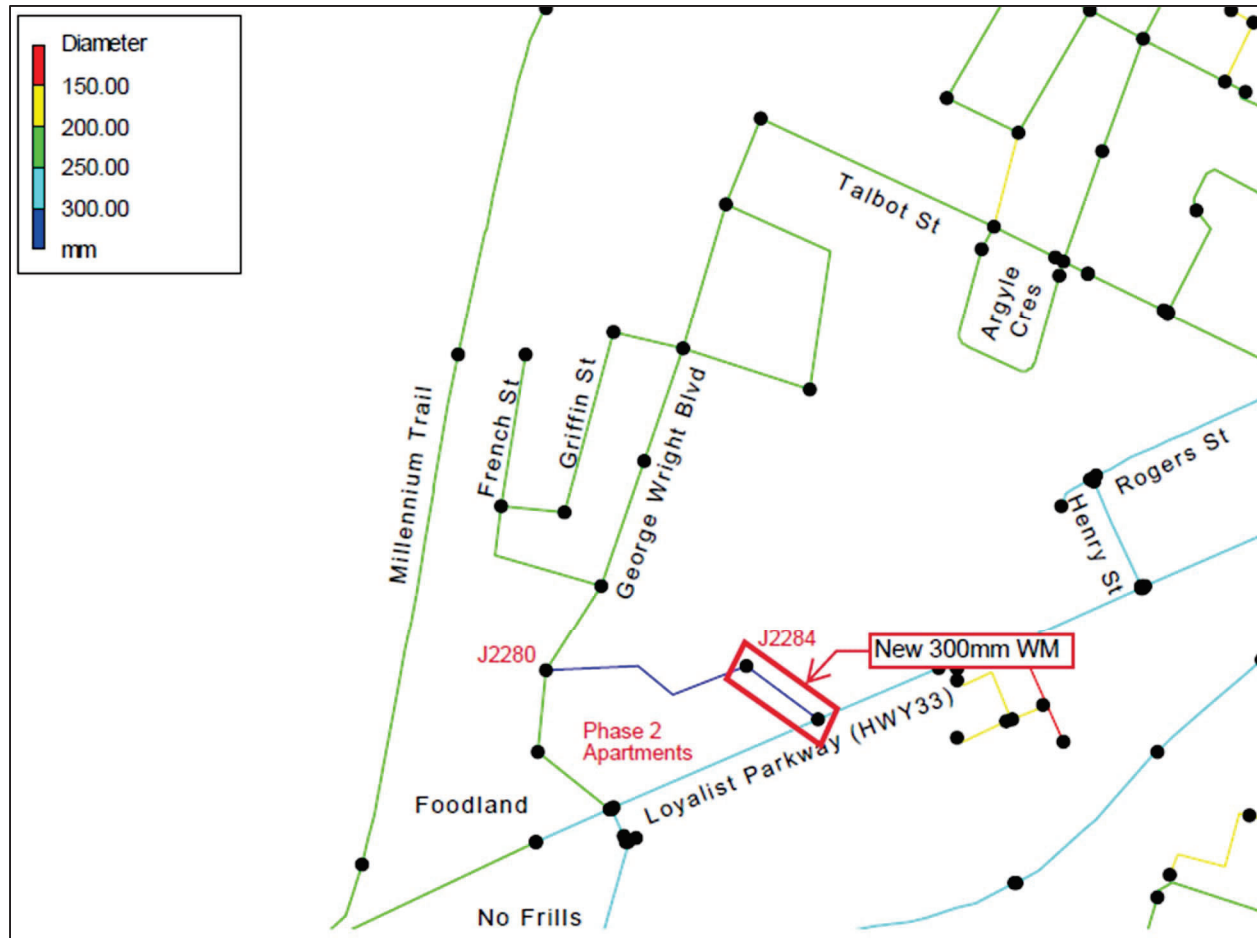 Diameter
150.00
200.00
250.00
300.00
mm
Talbot St
Argyle
Cres
Millennium Trail
French St
Griffin St
George Wright Blvd
Rogers St
Henry St
J2280
J2284
New 300mm WM
Phase 2
Apartments
Loyalist Parkway (HWY33)
Foodland
No Frills